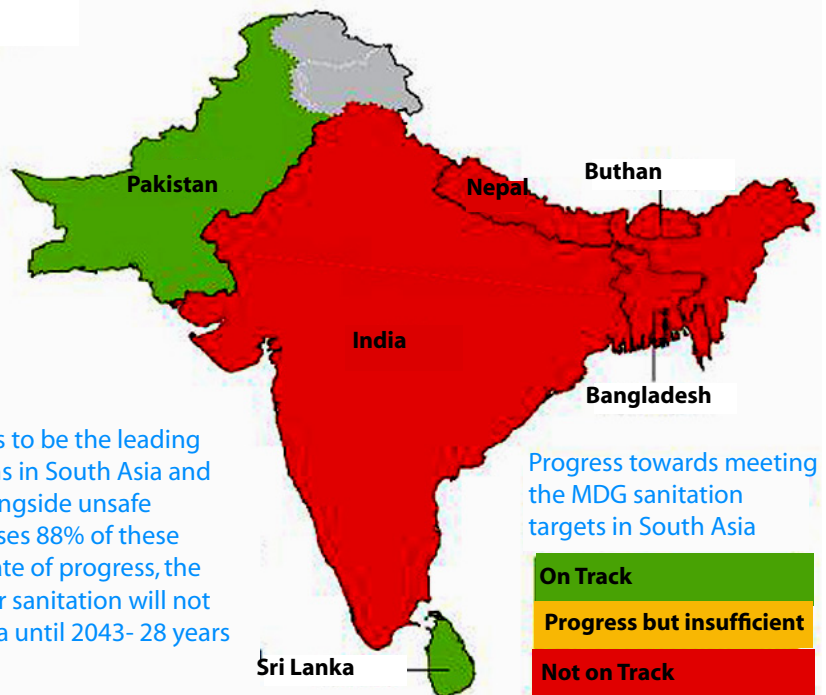 Pakistan
Nepal
Buthan
India
Bangladesh
Sri Lanka
s to be the leading
ns in South Asia and
ngside unsafe
ses 88% of these
ate of progress, the
r sanitation will not
a until 2043- 28 years
Progress towards meeting
the MDG sanitation
targets in South Asia
On Track
Progress but insufficient
Not on Track